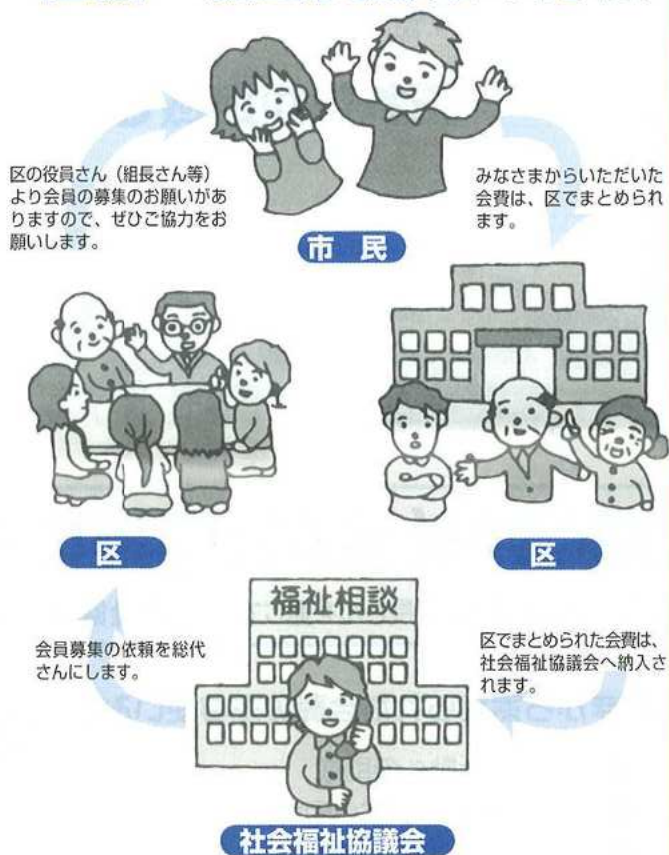 区の役員さん（組長さん等）
より会員の募集のお願いがあ
りますので、ぜひご協力をお
願いします。
みなさまからいただいた
会費は、区でまとめられ
ます。
市民
区
区
会員募集の依頼を総代
さんにします。
福祉相談
区でまとめられた会費は、
社会福祉協議会へ納入さ
れます。
社会福祉協議会